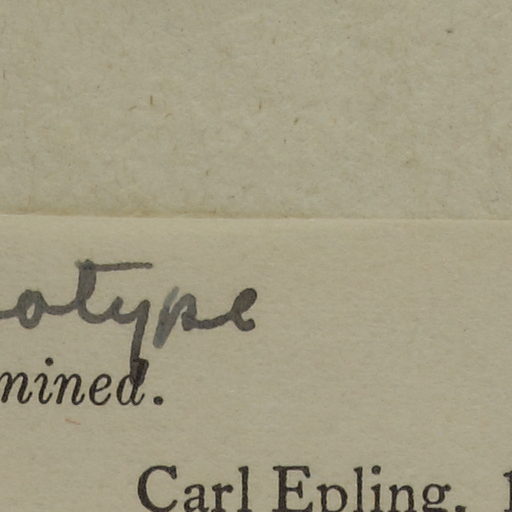 otype
mined.
Carl Epling,